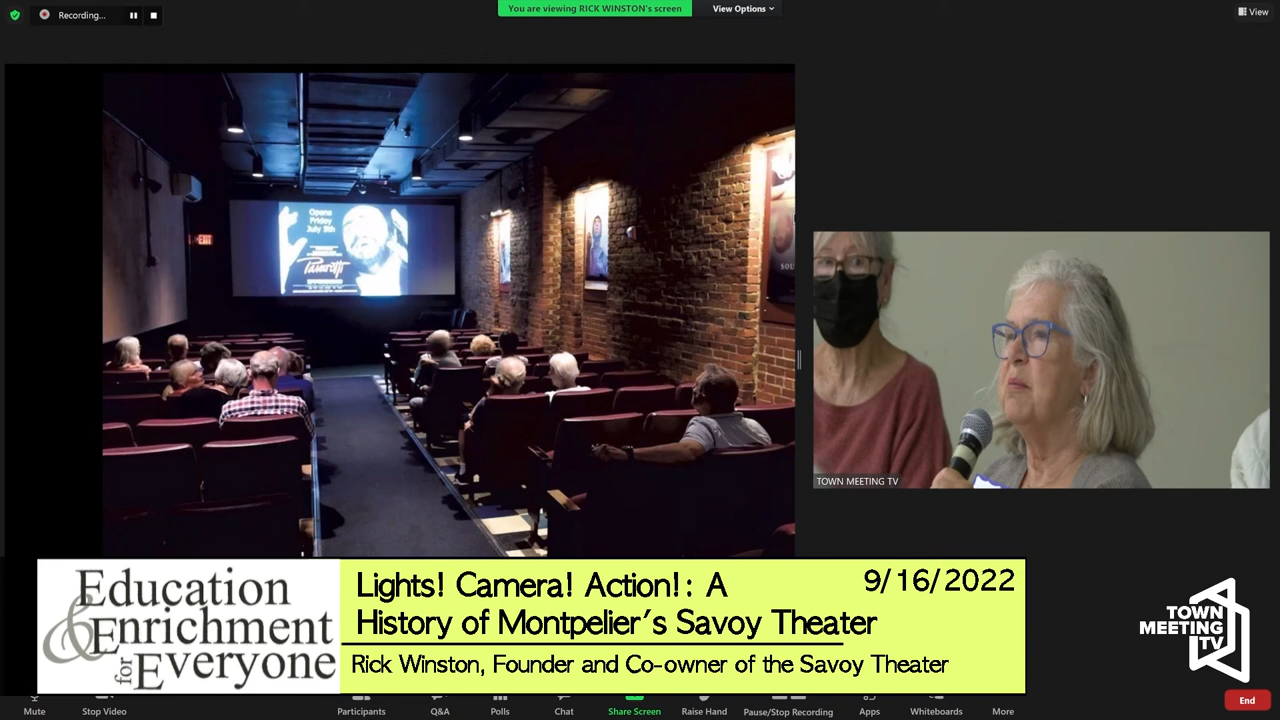 Recording...
You are viewing RICK WINSTON's screen
View Options
View
Opens
Friday
July 5th
Pavarotti
EXIT
SOUL
TOWN MEETING TV
Education
& Enrichment
for Everyone
Lights! Camera! Action!: A
History of Montpelier's Savoy Theater
9/16/2022
Rick Winston, Founder and Co-owner of the Savoy Theater
TOWN
MEETING
TV
Mute
Stop Video
Participants
Q&A
Polls
Chat
Share Screen
Raise Hand
Pause/Stop Recording
Apps
Whiteboards
More
End